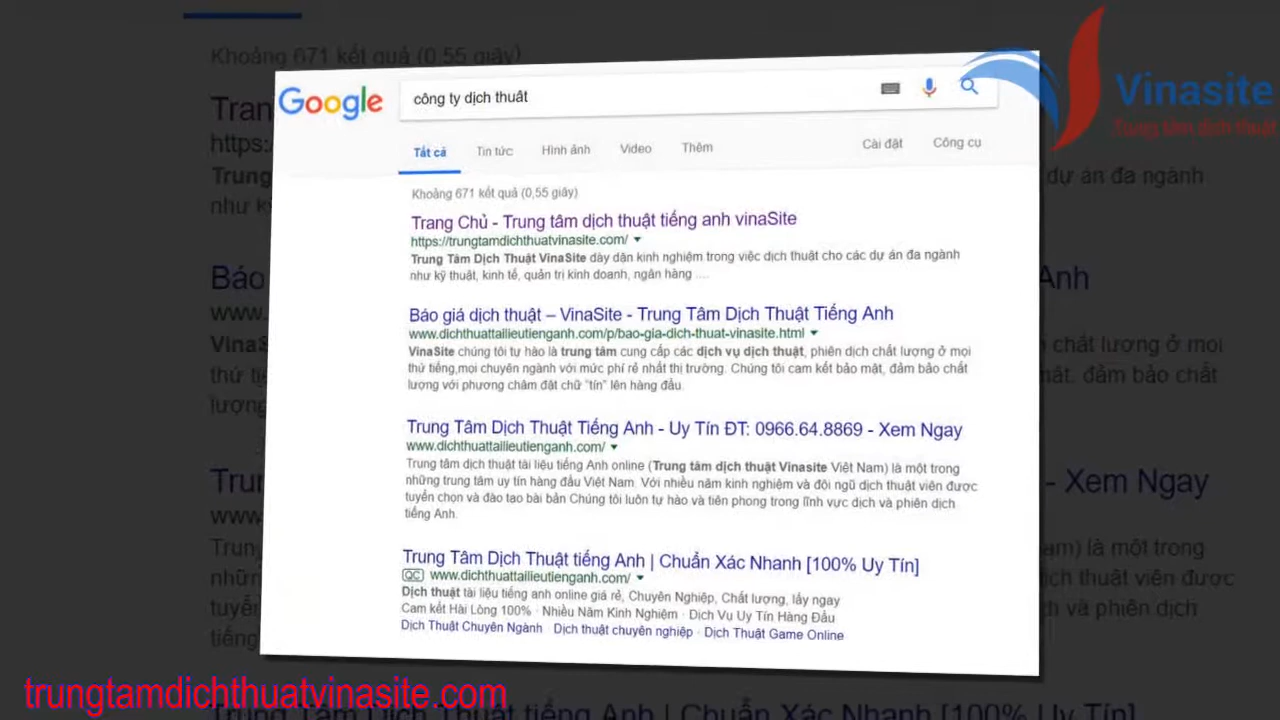 Khoảng 671 kết quả (0,55 giây)
Vinasite
Trung tâm dịch thuật
Google
công ty dịch thuât
Tất cả
Tin tức
Hình ảnh
Video
Thêm
Cài đặt
Công cụ
Khoảng 671 kết quả (0,55 giây)
Trang Chủ - Trung tâm dịch thuật tiếng anh vinaSite
https://trungtamdichthuatvinasite.com/
Trung Tâm Dịch Thuật VinaSite dày dặn kinh nghiệm trong việc dịch thuật cho các dự án đa ngành
như kỹ thuật, kinh tế, quản trị kinh doanh, ngân hàng ....
Báo giá dịch thuật – VinaSite - Trung Tâm Dịch Thuật Tiếng Anh
www.dichthuattailieutienganh.com/p/bao-gia-dich-thuat-vinasite.html
VinaSite chúng tôi tự hào là trung tâm cung cấp các dịch vụ dịch thuật, phiên dịch chất lượng ở mọi
thứ tiếng,mọi chuyên ngành với mức phí rẻ nhất thị trường. Chúng tôi cam kết bảo mật, đảm bảo chất
lượng với phương châm đặt chữ "tín" lên hàng đầu.
Trung Tâm Dịch Thuật Tiếng Anh - Uy Tín ĐT: 0966.64.8869 - Xem Ngay
www.dichthuattailieutienganh.com/
Trung tâm dịch thuật tài liệu tiếng Anh online (Trung tâm dịch thuật Vinasite Việt Nam) là một trong
những trung tâm uy tín hàng đầu Việt Nam. Với nhiều năm kinh nghiệm và đội ngũ dịch thuật viên được
tuyển chọn và đào tạo bài bản Chúng tôi luôn tự hào và tiên phong trong lĩnh vực dịch và phiên dịch
tiếng Anh.
Trung Tâm Dịch Thuật tiếng Anh | Chuẩn Xác Nhanh [100% Uy Tín]
QC www.dichthuattailieutienganh.com/
Dịch thuật tài liệu tiếng anh online giá rẻ, Chuyên Nghiệp, Chất lượng, lấy ngay
Cam kết Hài Lòng 100% · Nhiều Năm Kinh Nghiệm · Dịch Vụ Uy Tín Hàng Đầu
Dịch Thuật Chuyên Ngành · Dịch thuật chuyên nghiệp · Dịch Thuật Game Online
trungtamdichthuatvinasite.com